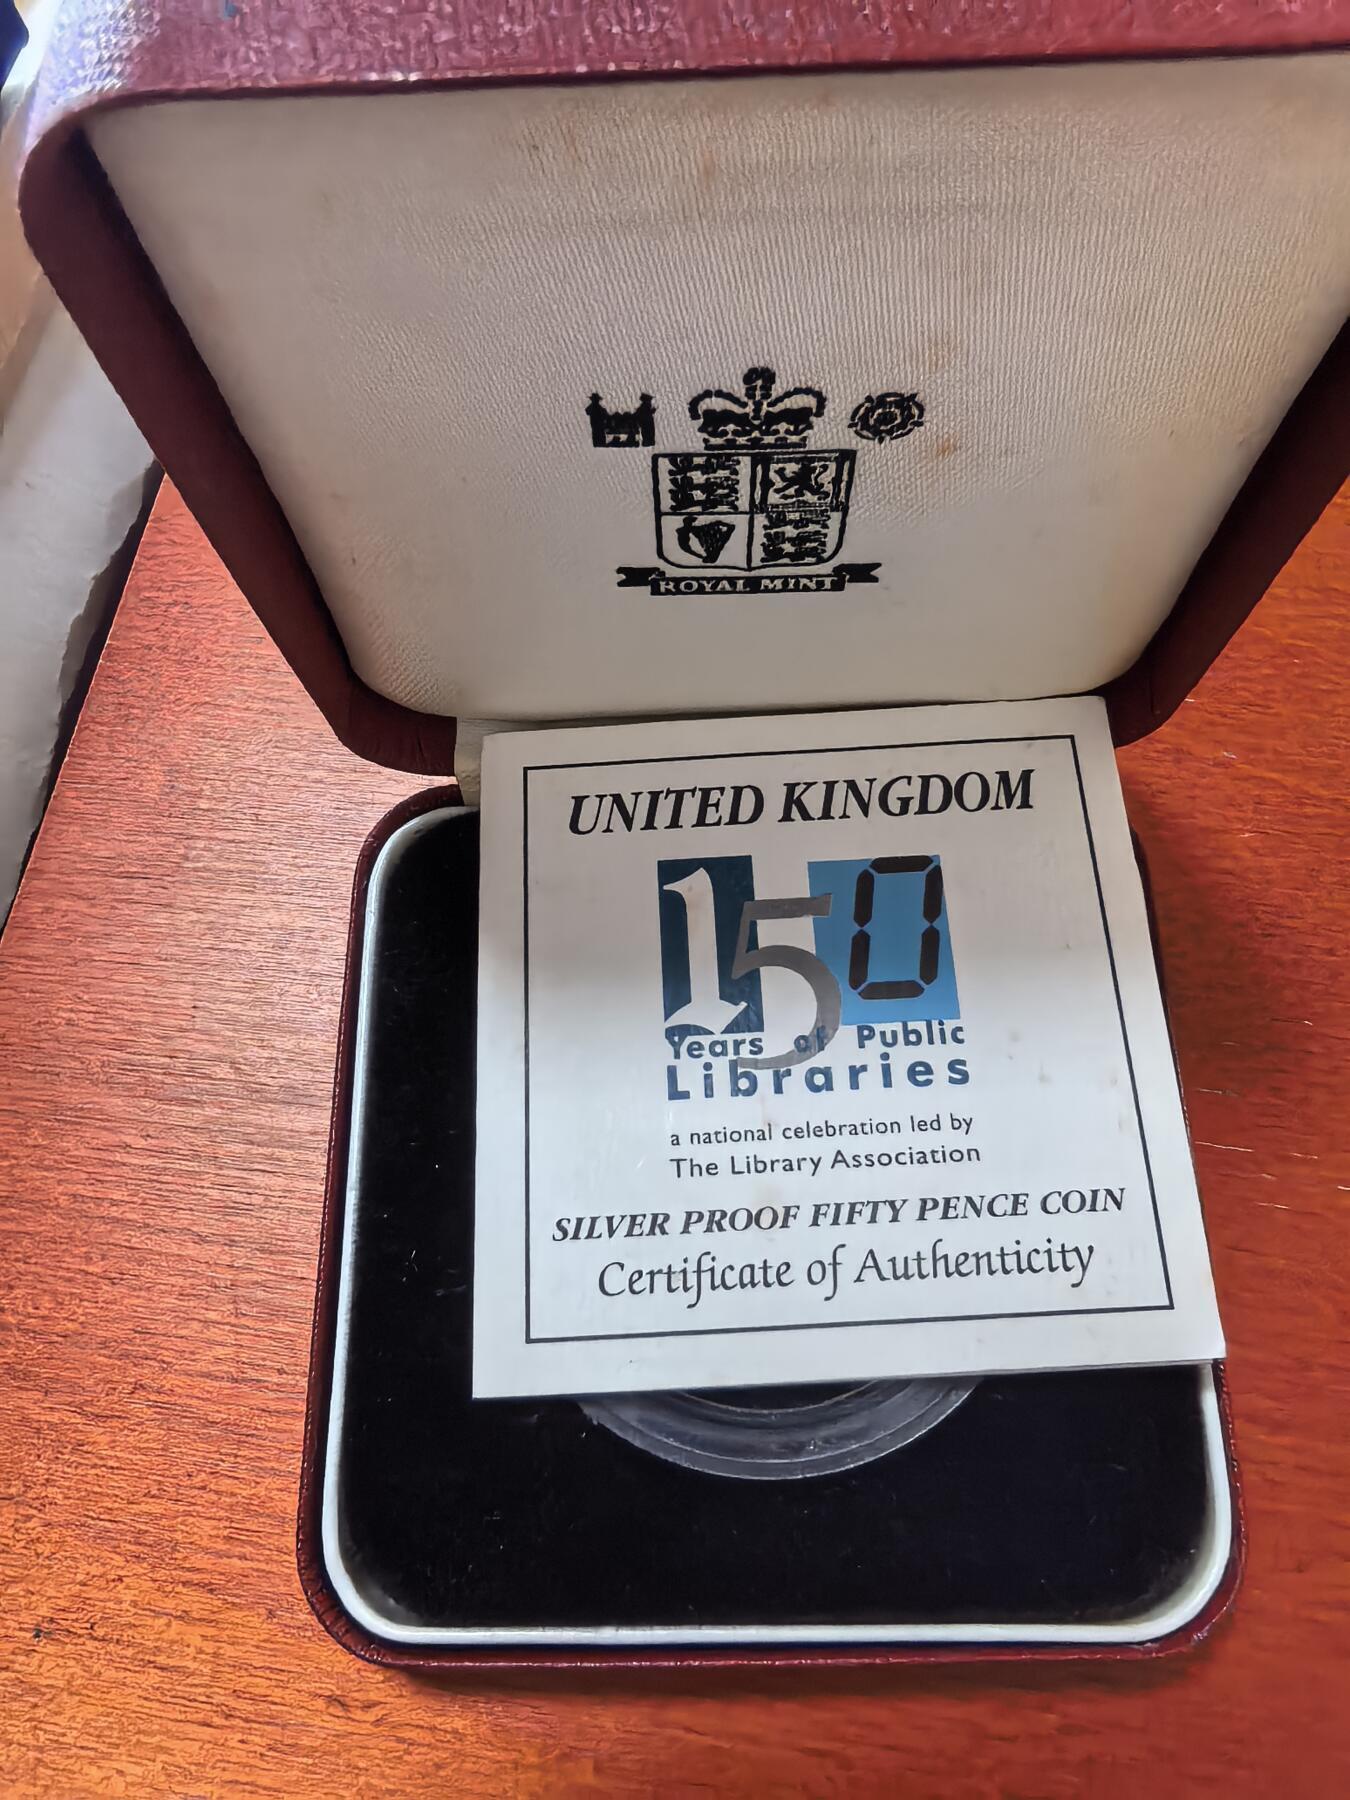 ROYAL MINT
UNITED KINGDOM
150
Years of Public
Libraries
a national celebration led by
The Library Association
SILVER PROOF FIFTY PENCE COIN
Certificate of Authenticity